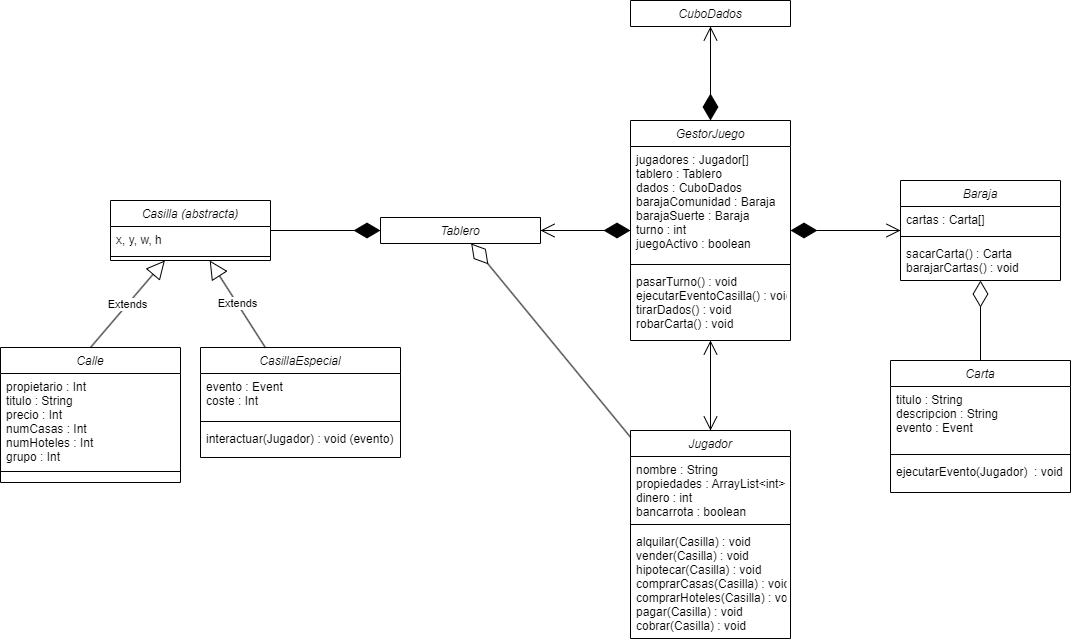 CuboDados
GestorJuego
jugadores : Jugador[]
tablero : Tablero
dados : CuboDados
barajaComunidad : Baraja
barajaSuerte : Baraja
turno : int
juegoActivo : boolean
pasarTurno() : void
ejecutarEventoCasilla() : voi
tirarDados() : void
robarCarta() : void
Baraja
cartas : Carta[]
sacarCarta() : Carta
barajarCartas() : void
Casilla (abstracta)
x, y, w, h
Tablero
Extends
Extends
Calle
propietario : Int
titulo : String
precio : Int
numCasas : Int
numHoteles : Int
grupo : Int
CasillaEspecial
evento : Event
coste : Int
interactuar(Jugador) : void (evento)
Carta
titulo : String
descripcion : String
evento : Event
ejecutarEvento(Jugador)  : void
Jugador
nombre : String
propiedades : ArrayList<int>
dinero : int
bancarrota : boolean
alquilar(Casilla) : void
vender(Casilla) : void
hipotecar(Casilla) : void
comprarCasas(Casilla) : void
comprarHoteles(Casilla) : vo
pagar(Casilla) : void
cobrar(Casilla) : void